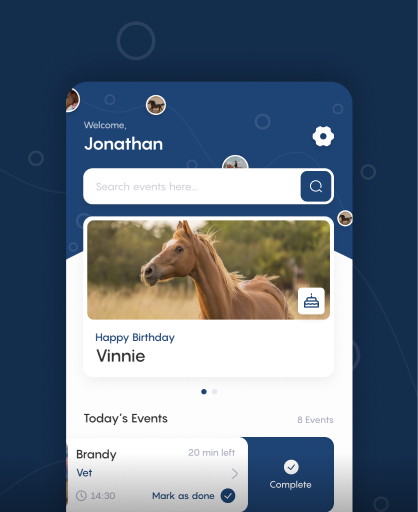 Welcome,
Jonathan
Search events here...
Happy Birthday
Vinnie
Today's Events
8 Events
Brandy
20 min left
Vet
14:30
Mark as done
Complete